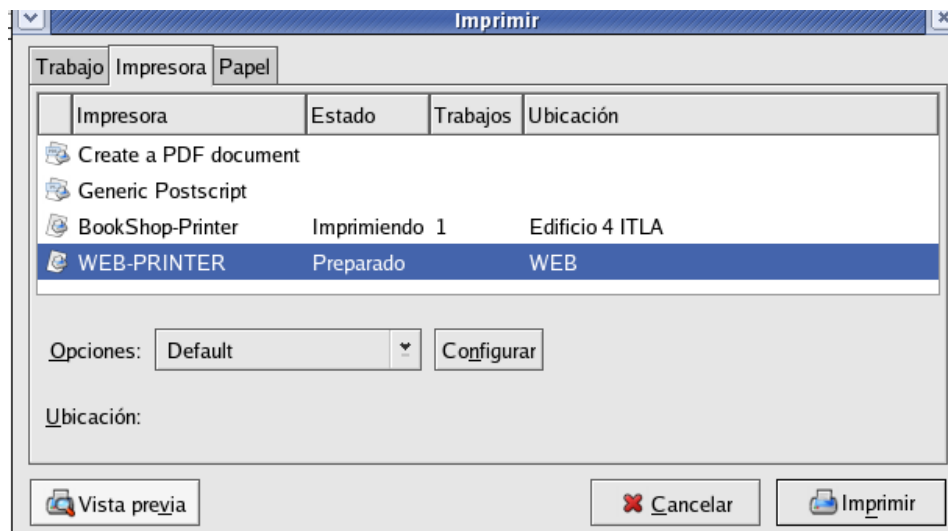 Imprimir
Trabajo Impresora Papel
Impresora Estado Trabajos Ubicación
Create a PDF document
Generic Postscript
BookShop-Printer Imprimiendo 1 Edificio 4 ITLA
WEB-PRINTER Preparado WEB
Opciones: Default Configurar
Ubicación:
Vista previa Cancelar Imprimir